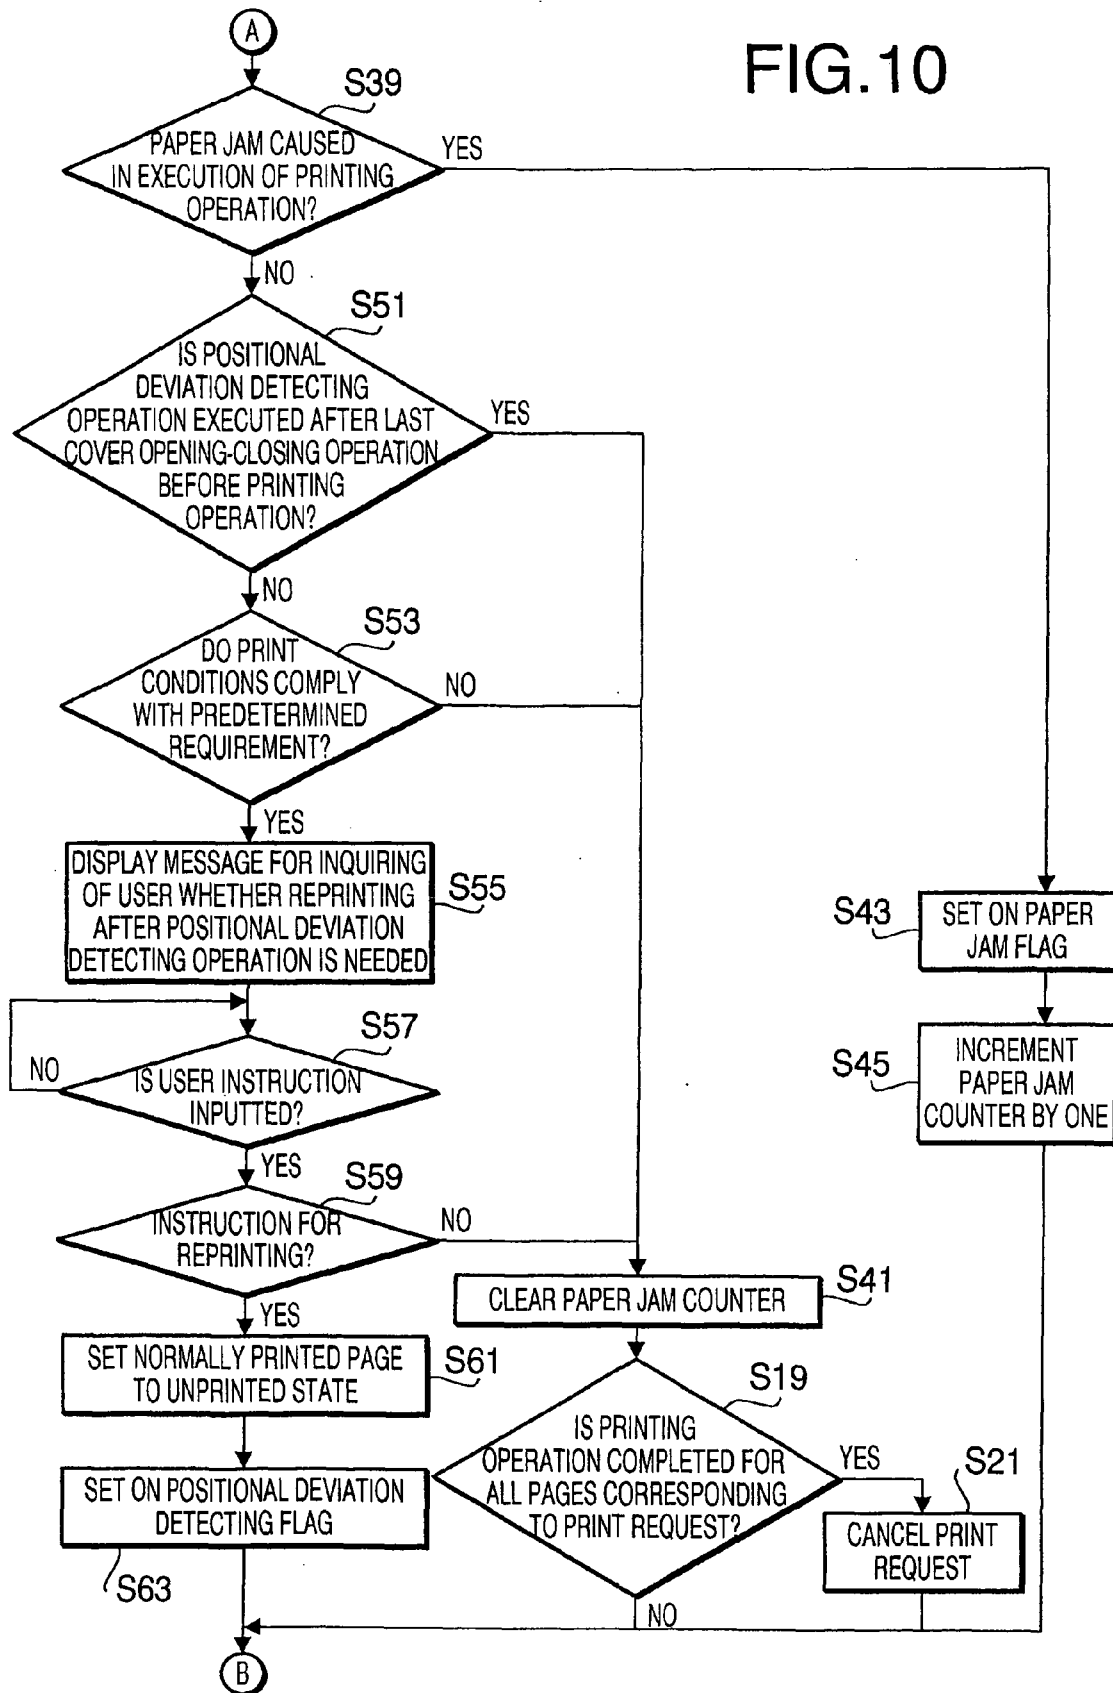 A
FIG.10
S39
PAPER JAM CAUSED
IN EXECUTION OF PRINTING
OPERATION?
YES
NO
S51
IS POSITIONAL
DEVIATION DETECTING
OPERATION EXECUTED AFTER LAST
COVER OPENING-CLOSING OPERATION
BEFORE PRINTING
OPERATION?
YES
NO
S53
DO PRINT
CONDITIONS COMPLY
WITH PREDETERMINED
REQUIREMENT?
NO
YES
DISPLAY MESSAGE FOR INQUIRING
OF USER WHETHER REPRINTING
AFTER POSITIONAL DEVIATION
DETECTING OPERATION IS NEEDED
S55
S43
SET ON PAPER
JAM FLAG
S57
IS USER INSTRUCTION
INPUTTED?
NO
YES
S45
INCREMENT
PAPER JAM
COUNTER BY ONE
S59
INSTRUCTION FOR
REPRINTING?
NO
YES
CLEAR PAPER JAM COUNTER
S41
SET NORMALLY PRINTED PAGE
TO UNPRINTED STATE
S61
S19
IS PRINTING
OPERATION COMPLETED FOR
ALL PAGES CORRESPONDING
TO PRINT REQUEST?
YES
NO
S21
CANCEL PRINT
REQUEST
SET ON POSITIONAL DEVIATION
DETECTING FLAG
S63
B